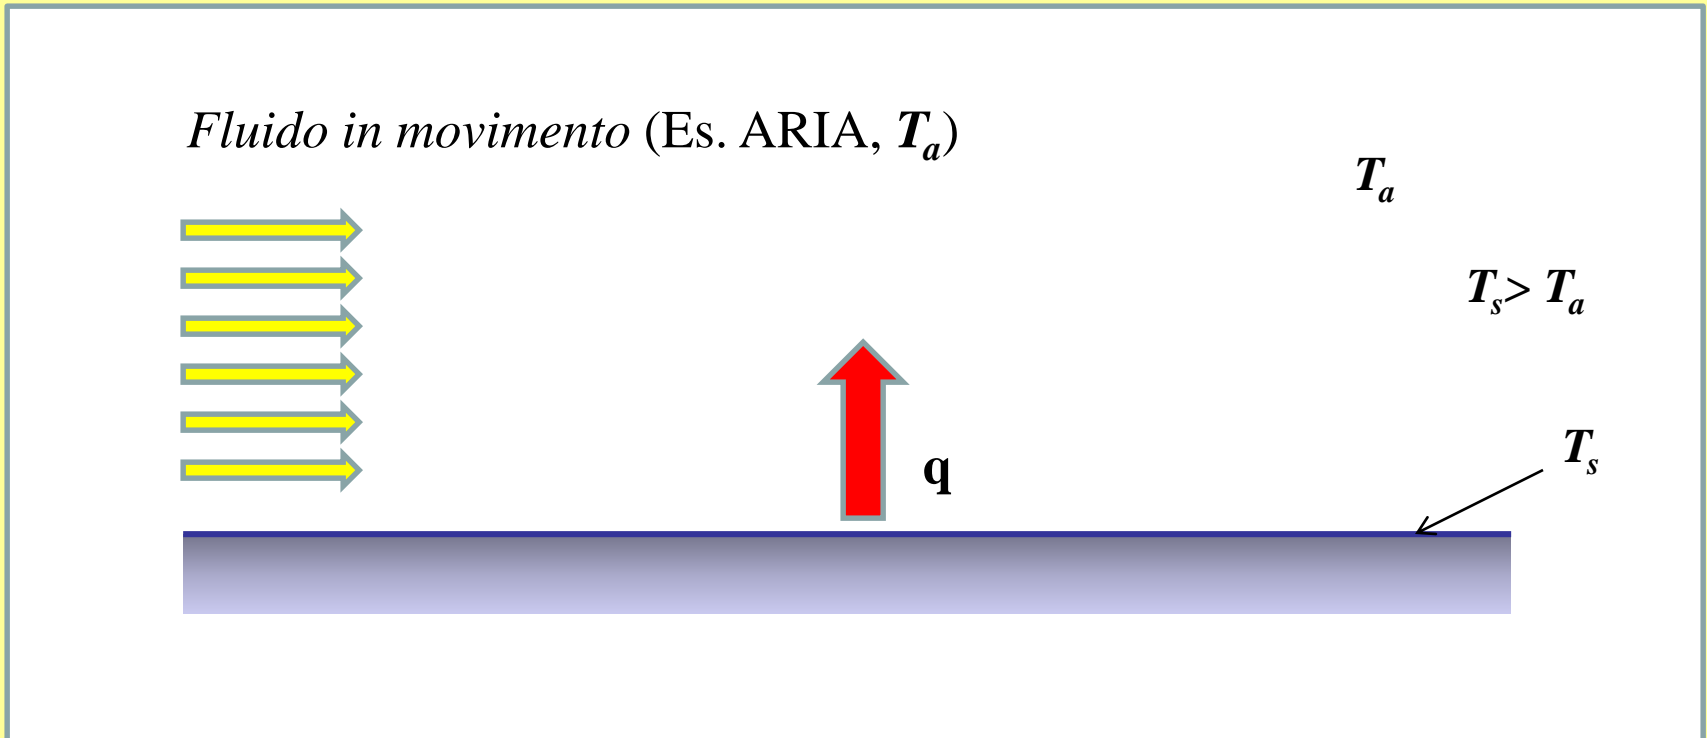 Fluido in movimento (Es. ARIA, Ta)
Ta
Ts> Ta
Ts
q